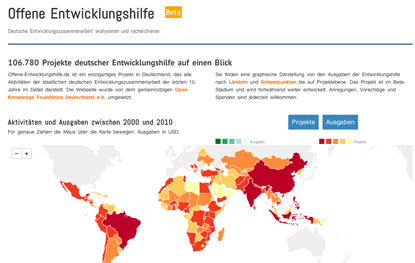 Offene Entwicklungshilfe Beta
Deutsche Entwicklungszusammenarbeit analysieren und recherchieren
106.780 Projekte deutscher Entwicklungshilfe auf einen Blick
Offene-Entwicklungshilfe.de ist ein einzigartiges Projekt in Deutschland, das alle
Aktivitäten der staatlichen deutschen Entwicklungszusammenarbeit der letzten 10
Jahre im Detail darstellt. Die Webseite wurde von dem gemeinnützigen Open
Knowledge Foundation Deutschland e.V. umgesetzt.
Sie finden eine graphische Darstellung von den Ausgaben der Entwicklungshilfe
nach Ländern und Schwerpunkten bis auf Projektebene. Das Projekt ist im Beta-
Stadium und wird fortwährend weiter entwickelt. Anregungen, Vorschläge und
Spenden sind jederzeit willkommen.
Aktivitäten und Ausgaben zwischen 2000 und 2010
Für genaue Zahlen die Maus über die Karte bewegen. Ausgaben in USD.
Projekte Ausgaben
Ausgaben Projekte